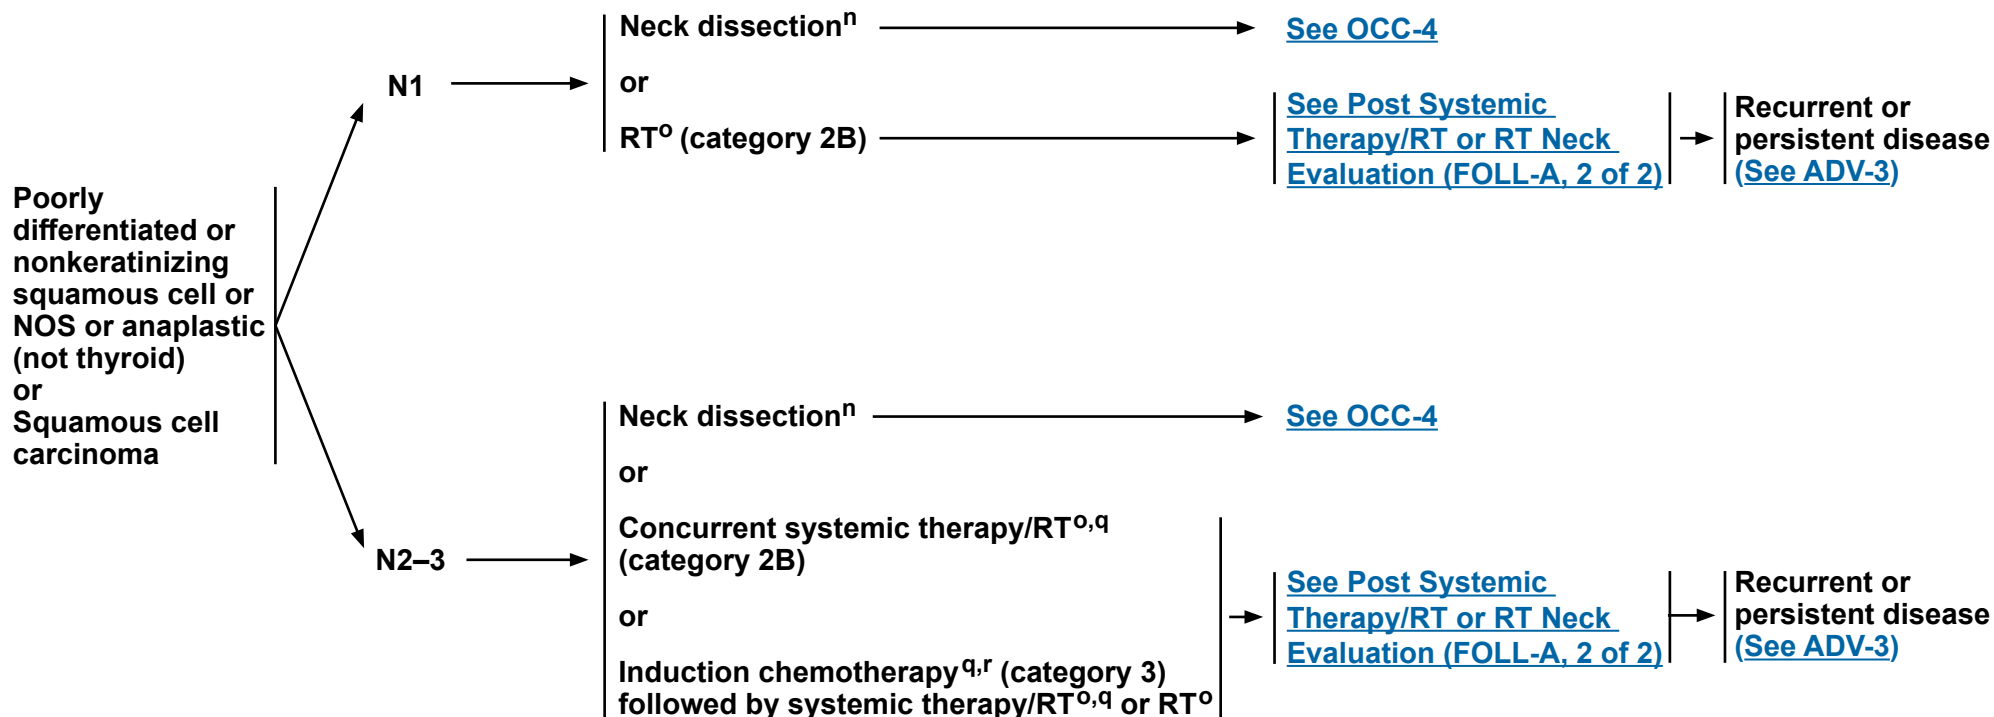 Poorly
differentiated or
nonkeratinizing
squamous cell or
NOS or anaplastic
(not thyroid)
or
Squamous cell
carcinoma
N1
Neck dissectionⁿ
See OCC-4
or
RTᵒ (category 2B)
See Post Systemic
Therapy/RT or RT Neck
Evaluation (FOLL-A, 2 of 2)
Recurrent or
persistent disease
(See ADV-3)
N2–3
Neck dissectionⁿ
See OCC-4
or
Concurrent systemic therapy/RTo,q
(category 2B)
or
Induction chemotherapyq,r (category 3)
followed by systemic therapy/RTo,q or RTᵒ
See Post Systemic
Therapy/RT or RT Neck
Evaluation (FOLL-A, 2 of 2)
Recurrent or
persistent disease
(See ADV-3)